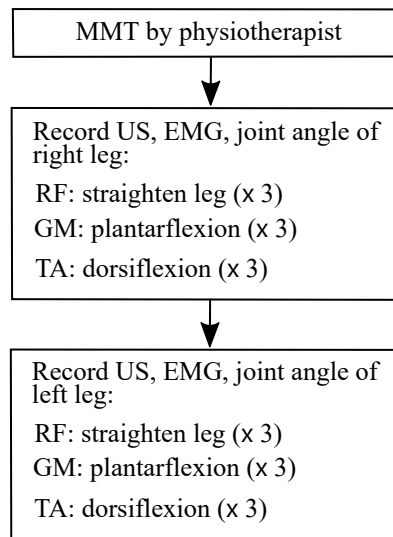 MMT by physiotherapist
Record US, EMG, joint angle of
right leg:
RF: straighten leg (x 3)
GM: plantarflexion (x 3)
TA: dorsiflexion (x 3)
Record US, EMG, joint angle of
left leg:
RF: straighten leg (x 3)
GM: plantarflexion (x 3)
TA: dorsiflexion (x 3)